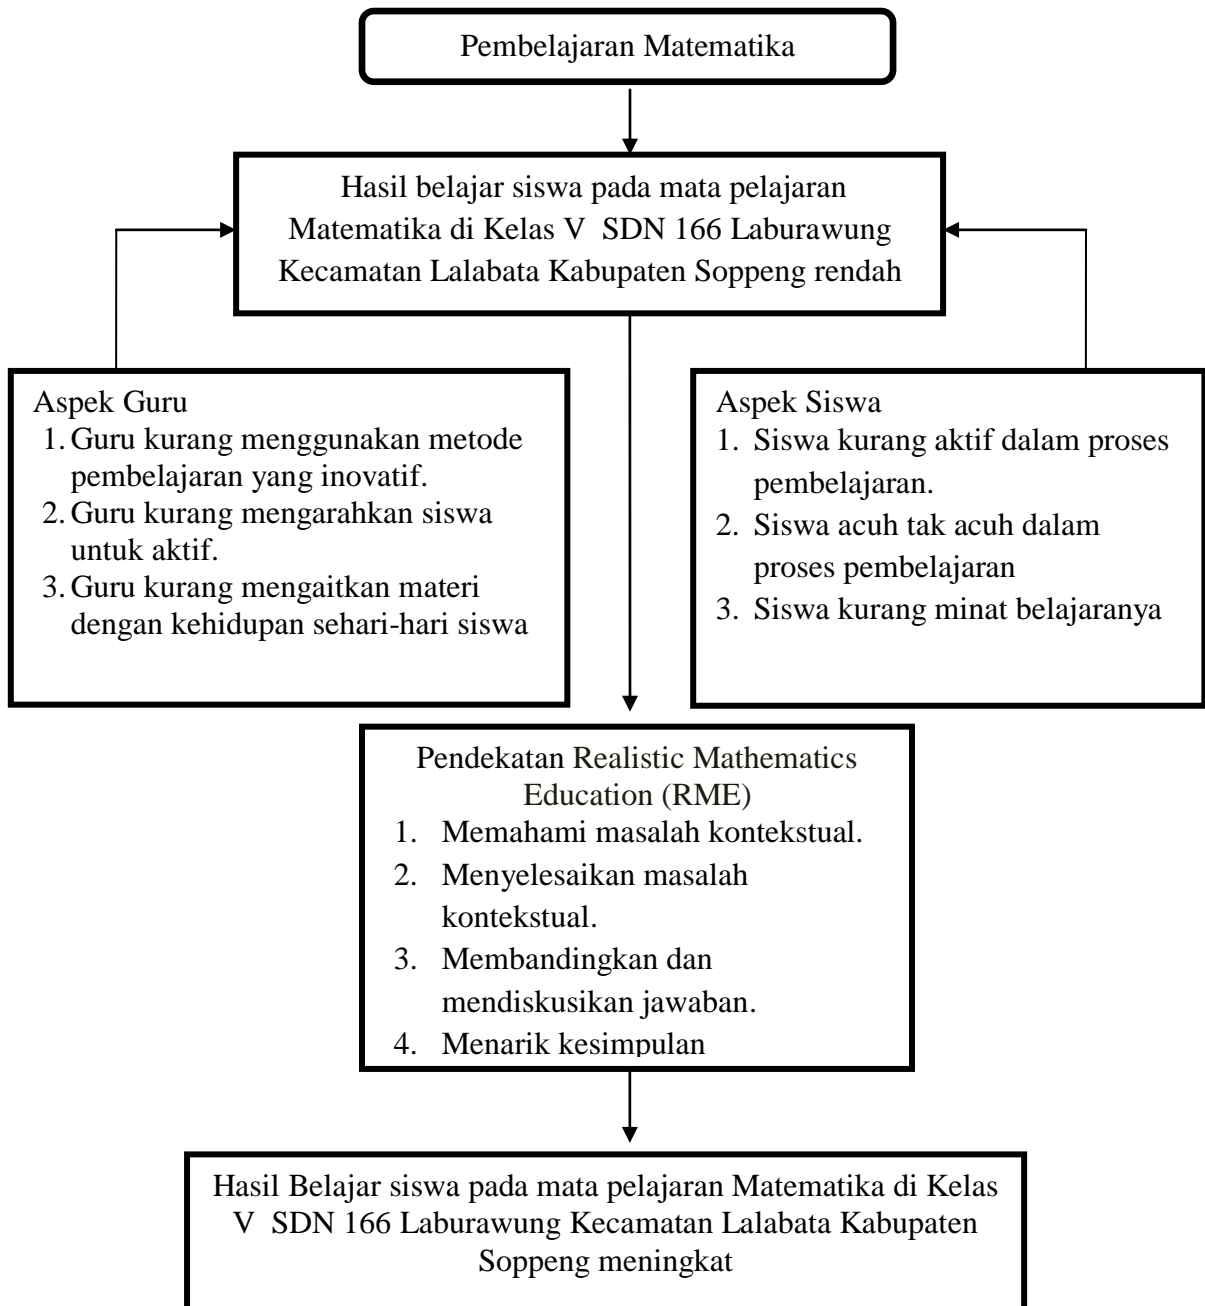 Pembelajaran Matematika
Hasil belajar siswa pada mata pelajaran
Matematika di Kelas V  SDN 166 Laburawung
Kecamatan Lalabata Kabupaten Soppeng rendah
Aspek Guru
1. Guru kurang menggunakan metode
pembelajaran yang inovatif.
2. Guru kurang mengarahkan siswa
untuk aktif.
3. Guru kurang mengaitkan materi
dengan kehidupan sehari-hari siswa
Aspek Siswa
1. Siswa kurang aktif dalam proses
pembelajaran.
2. Siswa acuh tak acuh dalam
proses pembelajaran
3. Siswa kurang minat belajaranya
Pendekatan Realistic Mathematics
Education (RME)
1. Memahami masalah kontekstual.
2. Menyelesaikan masalah
kontekstual.
3. Membandingkan dan
mendiskusikan jawaban.
4. Menarik kesimpulan
Hasil Belajar siswa pada mata pelajaran Matematika di Kelas
V  SDN 166 Laburawung Kecamatan Lalabata Kabupaten
Soppeng meningkat